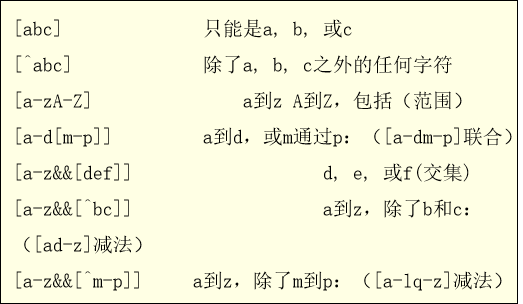 [abc] 只能是a, b, 或c
[^abc] 除了a, b, c之外的任何字符
[a-zA-Z] a到z A到Z，包括（范围）
[a-d[m-p]] a到d，或m通过p：（[a-dm-p]联合）
[a-z&&[def]] d, e, 或f(交集)
[a-z&&[^bc]] a到z，除了b和c：
（[ad-z]减法）
[a-z&&[^m-p]] a到z，除了m到p：（[a-lq-z]减法）